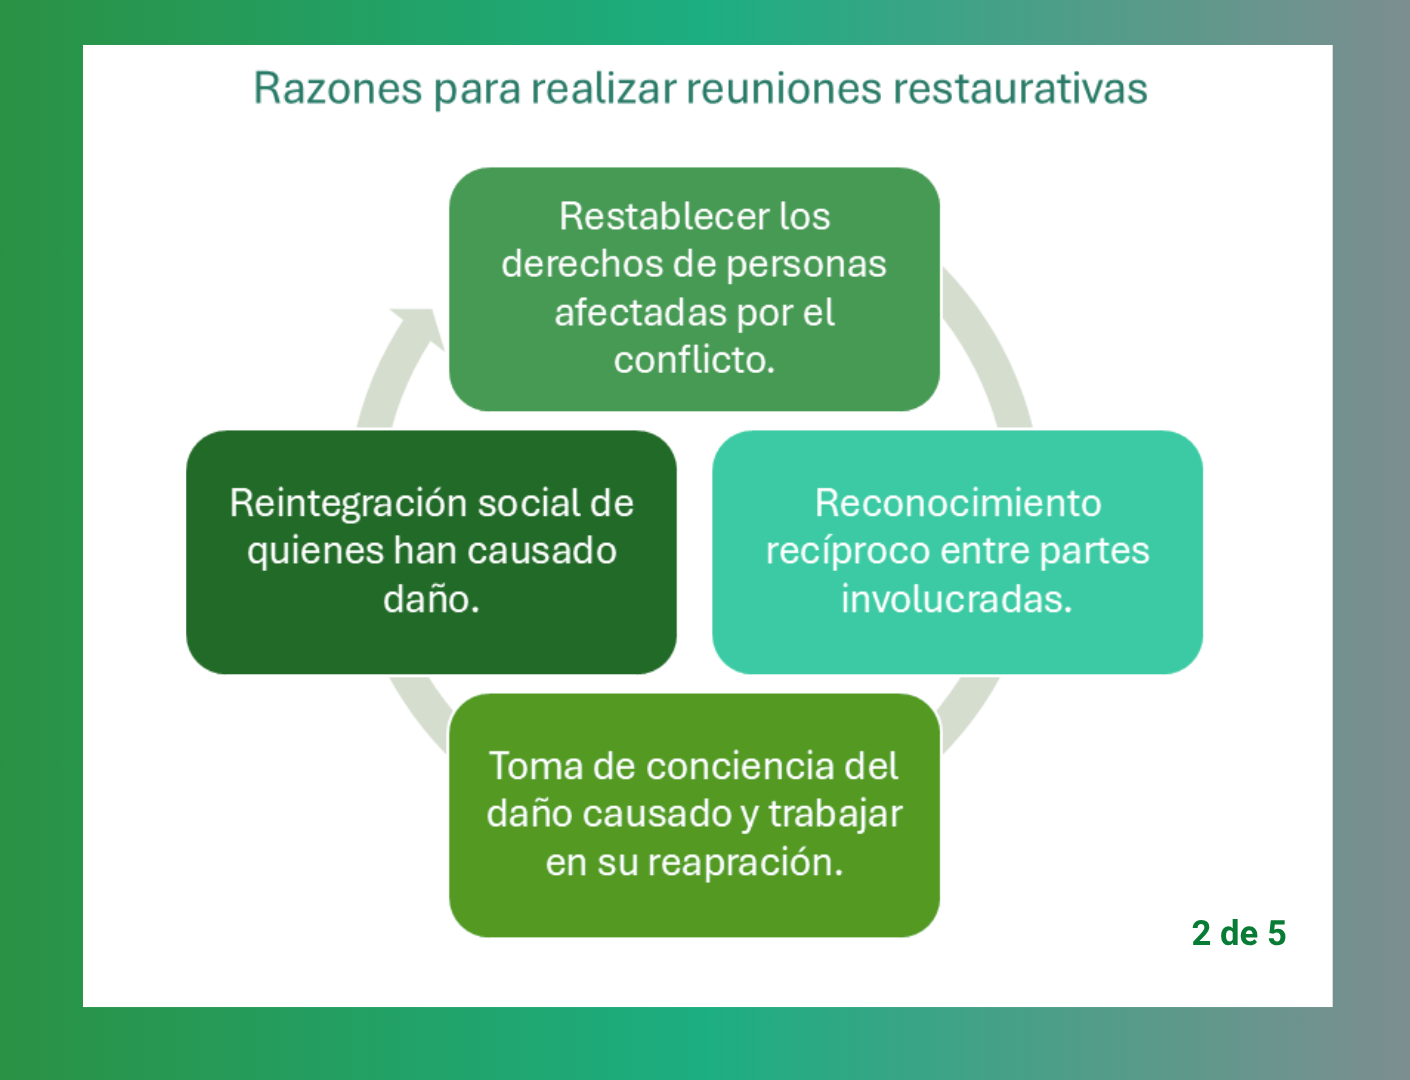 Razones para realizar reuniones restaurativas
Restablecer los
derechos de personas
afectadas por el
conflicto.
Reintegración social de
quienes han causado
daño.
Reconocimiento
recíproco entre partes
involucradas.
Toma de conciencia del
daño causado y trabajar
en su reapración.
2 de 5